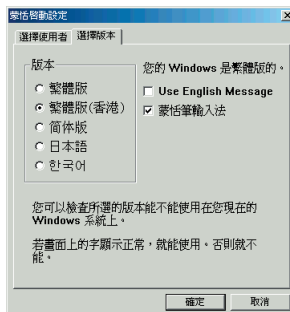 蒙恬啓動設定
選擇使用者 選擇版本
版本
繁體版
繁體版(香港)
简体版
日本語
한국어
您的 Windows 是繁體版的。
Use English Message
蒙恬筆輸入法
您可以檢查所選的版本能不能使用在您現在的
Windows 系統上。
若畫面上的字顯示正常，就能使用。否則就不
能。
確定 取消